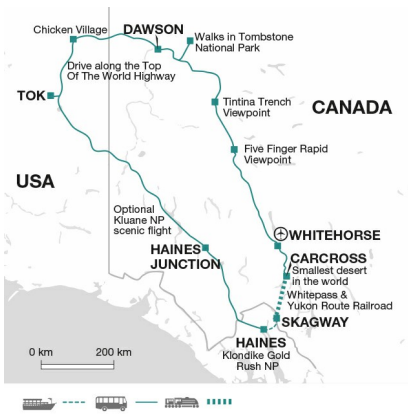 Chicken Village
DAWSON
Walks in Tombstone
National Park
Drive along the Top
Of The World Highway
TOK
Tintina Trench
Viewpoint
CANADA
Five Finger Rapid
Viewpoint
USA
Optional
Kluane NP
scenic flight
HAINES
JUNCTION
WHITEHORSE
CARCROSS
Smallest desert
in the world
Whitepass &
Yukon Route Railroad
SKAGWAY
HAINES
Klondike Gold
Rush NP
0 km
200 km